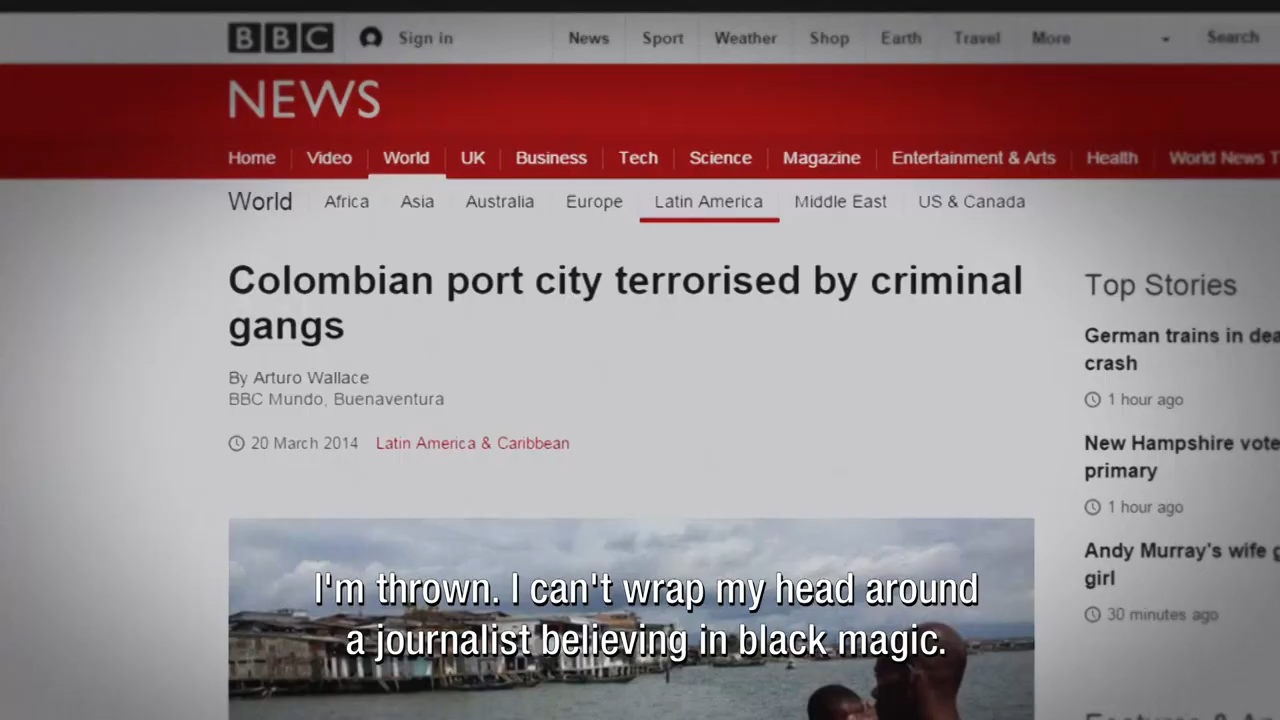 BBC Sign in News Sport Weather Shop Earth Travel More Search
NEWS
Home Video World UK Business Tech Science Magazine Entertainment & Arts Health World News
World Africa Asia Australia Europe Latin America Middle East US & Canada
Colombian port city terrorised by criminal
gangs
By Arturo Wallace
BBC Mundo, Buenaventura
20 March 2014 Latin America & Caribbean
Top Stories
German trains in
crash
1 hour ago
New Hampshire
primary
1 hour ago
Andy Murray's wife
girl
30 minutes ago
I'm thrown. I can't wrap my head around
a journalist believing in black magic.